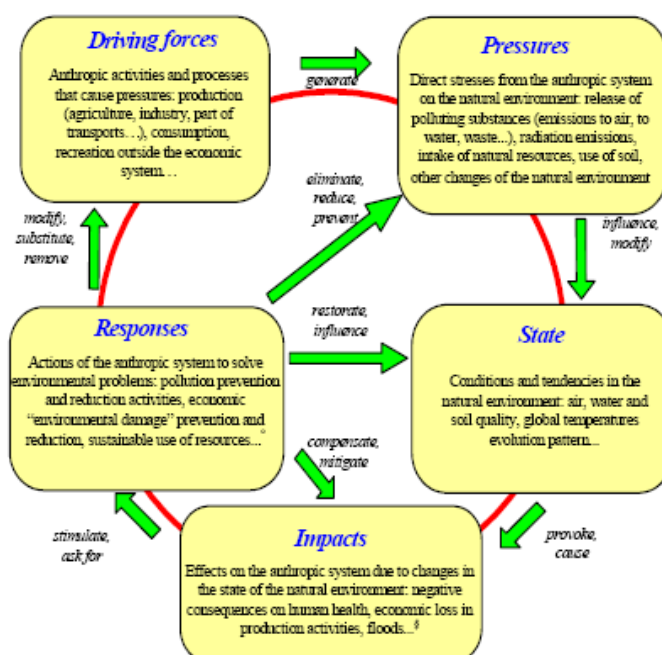 Driving forces
Anthropic activities and processes
that cause pressures: production
(agriculture, industry, part of
transports…), consumption,
recreation outside the economic
system…
generate
Pressures
Direct stresses from the anthropic system
on the natural environment: release of
polluting substances (emissions to air, to
water, waste...), radiation emissions,
intake of natural resources, use of soil,
other changes of the natural environment
modify,
substitute,
remove
eliminate,
reduce,
prevent
influence,
modify
Responses
Actions of the anthropic system to solve
environmental problems: pollution prevention
and reduction activities, economic
“environmental damage” prevention and
reduction, sustainable use of resources...°
restorate,
influence
State
Conditions and tendencies in the
natural environment: air, water and
soil quality, global temperatures
evolution pattern...
compensate,
mitigate
stimulate,
ask for
Impacts
Effects on the anthropic system due to changes in
the state of the natural environment: negative
consequences on human health, economic loss in
production activities, floods...§
provoke,
cause